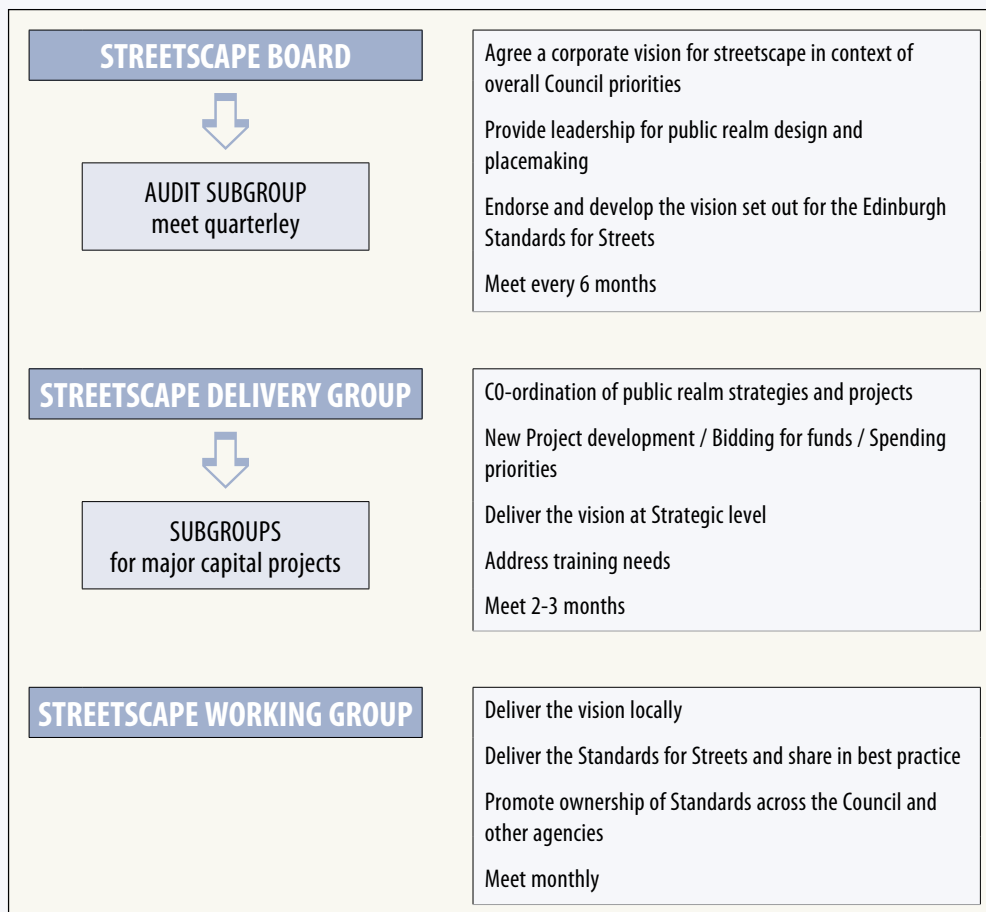 STREETSCAPE BOARD
AUDIT SUBGROUP
meet quarterley
Agree a corporate vision for streetscape in context of
overall Council priorities
Provide leadership for public realm design and
placemaking
Endorse and develop the vision set out for the Edinburgh
Standards for Streets
Meet every 6 months
STREETSCAPE DELIVERY GROUP
SUBGROUPS
for major capital projects
C0-ordination of public realm strategies and projects
New Project development / Bidding for funds / Spending
priorities
Deliver the vision at Strategic level
Address training needs
Meet 2-3 months
STREETSCAPE WORKING GROUP
Deliver the vision locally
Deliver the Standards for Streets and share in best practice
Promote ownership of Standards across the Council and
other agencies
Meet monthly